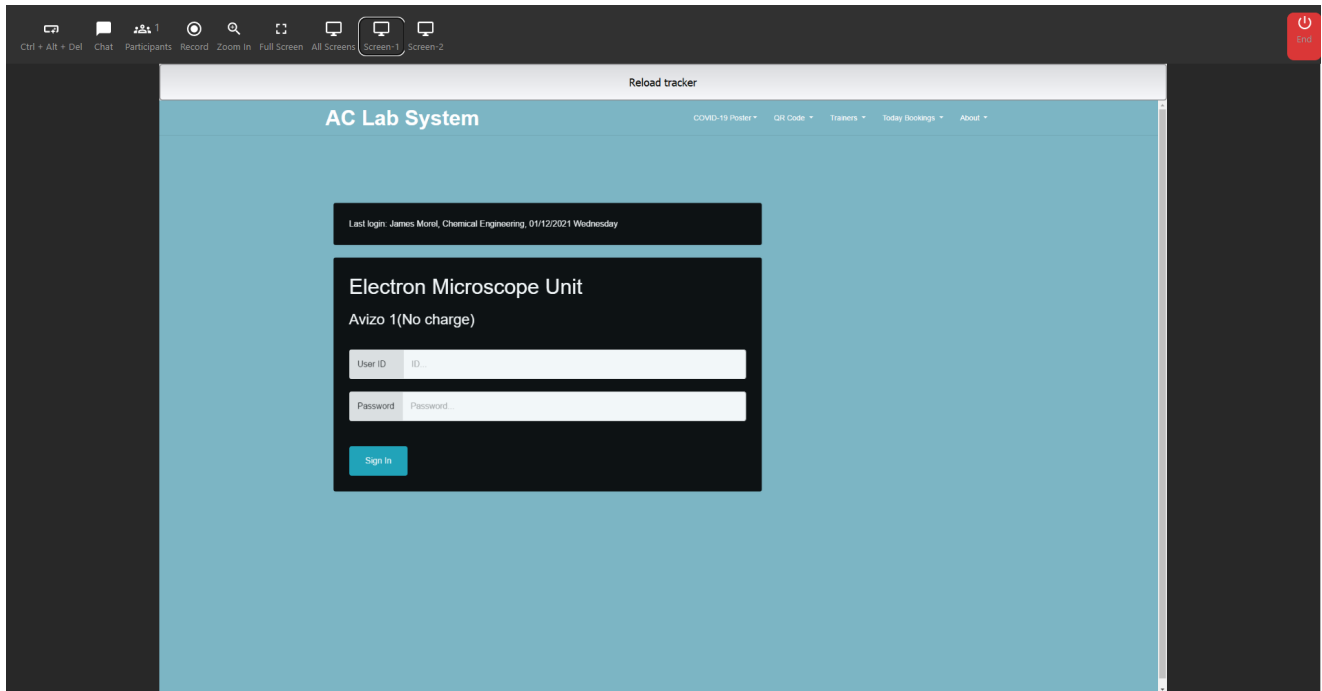 Ctrl + Alt + Del Chat Participants 1 Record Zoom In Full Screen All Screens Screen-1 Screen-2 End
Reload tracker
AC Lab System COVID-19 Poster QR Code Trainers Today Bookings About
Last login: James Morel, Chemical Engineering, 01/12/2021 Wednesday
Electron Microscope Unit
Avizo 1(No charge)
User ID ID...
Password Password...
Sign In